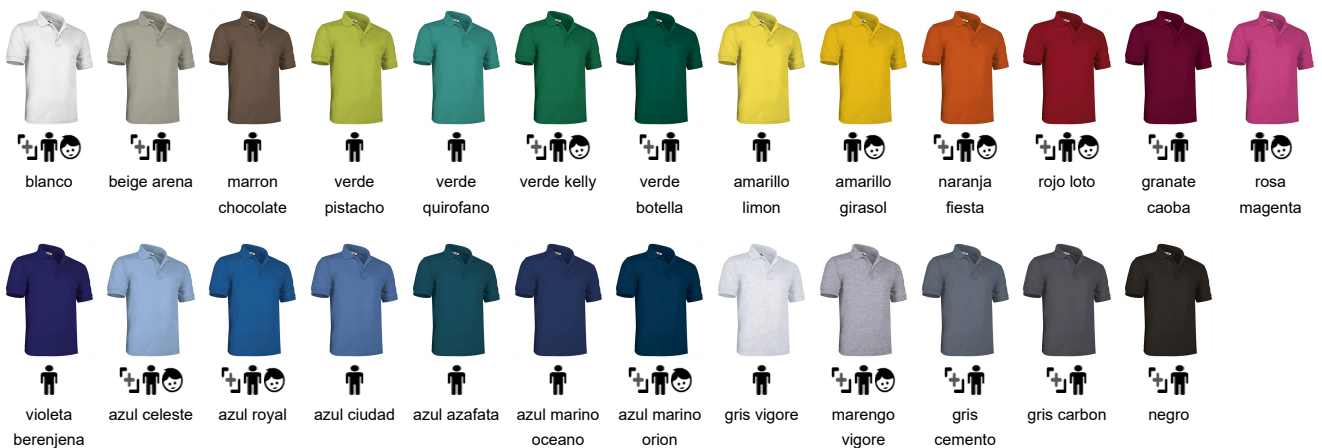 blanco
beige arena
marron
chocolate
verde
pistacho
verde
quirofano
verde kelly
verde
botella
amarillo
limon
amarillo
girasol
naranja
fiesta
rojo loto
granate
caoba
rosa
magenta
violeta
berenjena
azul celeste
azul royal
azul ciudad
azul azafata
azul marino
oceano
azul marino
orion
gris vigore
marengo
vigore
gris
cemento
gris carbon
negro